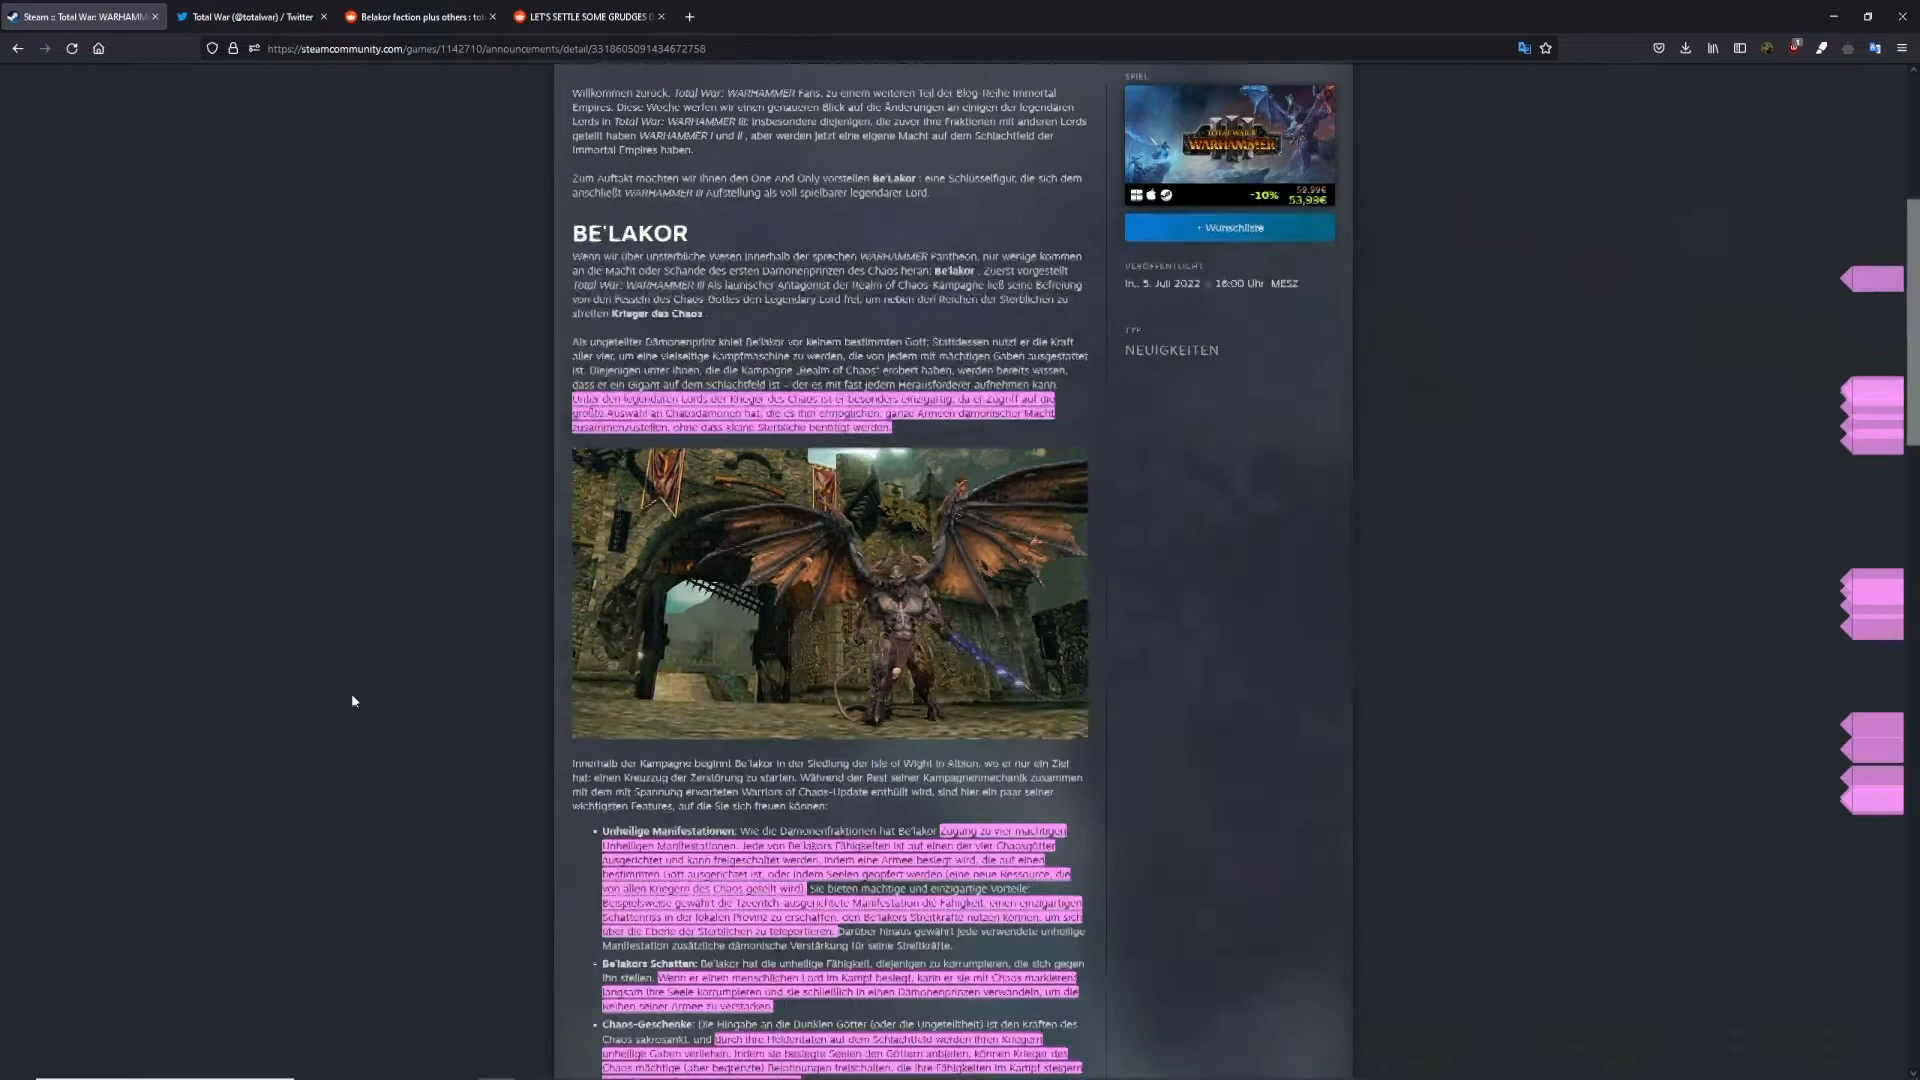 Steam :: Total War: WARHAMM
Total War (@totalwar) / Twitter
Belakor faction plus others : tot
LET'S SETTLE SOME GRUDGES D
https://steamcommunity.com/games/1142710/announcements/detail/3318605091434672758
Willkommen zurück, Total War: WARHAMMER Fans, zu einem weiteren Teil der Blog-Reihe Immortal
Empires. Diese Woche werfen wir einen genaueren Blick auf die Änderungen an einigen der legendären
Lords in Total War: WARHAMMER III: insbesondere diejenigen, die zuvor ihre Fraktionen mit anderen Lords
geteilt haben WARHAMMER I und II , aber werden jetzt eine eigene Macht auf dem Schlachtfeld der
Immortal Empires haben.
Zum Auftakt möchten wir Ihnen den One And Only vorstellen Be'Lakor : eine Schlüsselfigur, die sich dem
anschließt WARHAMMER III Aufstellung als voll spielbarer legendärer Lord.
BE'LAKOR
Wenn wir über unsterbliche Wesen innerhalb der sprechen WARHAMMER Pantheon, nur wenige kommen
an die Macht oder Schande des ersten Dämonenprinzen des Chaos heran: Be'lakor . Zuerst vorgestellt
Total War: WARHAMMER III Als launischer Antagonist der Realm of Chaos-Kampagne ließ seine Befreiung
von den Fesseln des Chaos-Gottes den Legendary Lord frei, um neben den Reichen der Sterblichen zu
streifen Krieger des Chaos
Als ungeteilter Dämonenprinz kniet Be'lakor vor keinem bestimmten Gott; Stattdessen nutzt er die Kraft
aller vier, um eine vielseitige Kampfmaschine zu werden, die von jedem mit mächtigen Gaben ausgestattet
ist. Diejenigen unter Ihnen, die die Kampagne „Realm of Chaos“ erobert haben, werden bereits wissen,
dass er ein Gigant auf dem Schlachtfeld ist – der es mit fast jedem Herausforderer aufnehmen kann.
Unter den legendären Lords der Krieger des Chaos ist er besonders einzigartig, da er Zugriff auf die
größte Auswahl an Chaosdämonen hat, die es ihm ermöglichen, ganze Armeen dämonischer Macht
zusammenzustellen, ohne dass kleine Sterbliche benötigt werden.
Innerhalb der Kampagne beginnt Be'lakor in der Siedlung der Isle of Wight in Albion, wo er nur ein Ziel
hat: einen Kreuzzug der Zerstörung zu starten. Während der Rest seiner Kampagnenmechanik zusammen
mit dem mit Spannung erwarteten Warriors of Chaos-Update enthüllt wird, sind hier ein paar seiner
wichtigsten Features, auf die Sie sich freuen können:
• Unheilige Manifestationen: Wie die Dämonenfraktionen hat Be'lakor Zugang zu vier mächtigen
Unheiligen Manifestationen. Jede von Be'lakors Fähigkeiten ist auf einen der vier Chaosgötter
ausgerichtet und kann freigeschaltet werden, indem eine Armee besiegt wird, die auf einen
bestimmten Gott ausgerichtet ist, oder indem Seelen geopfert werden (eine neue Ressource, die
von allen Kriegern des Chaos geteilt wird). Sie bieten mächtige und einzigartige Vorteile:
Beispielsweise gewährt die Tzeentch-ausgerichtete Manifestation die Fähigkeit, einen einzigartigen
Schattenriss in der lokalen Provinz zu erschaffen, den Be'lakors Streitkräfte nutzen können, um sich
über die Ebene der Sterblichen zu teleportieren. Darüber hinaus gewährt jede verwendete unheilige
Manifestation zusätzliche dämonische Verstärkung für seine Streitkräfte.
• Be'lakors Schatten: Be'lakor hat die unheilige Fähigkeit, diejenigen zu korrumpieren, die sich gegen
ihn stellen. Wenn er einen menschlichen Lord im Kampf besiegt, kann er sie mit Chaos markieren,
langsam ihre Seele korrumpieren und sie schließlich in einen Dämonenprinzen verwandeln, um die
Reihen seiner Armee zu verstärken.
• Chaos-Geschenke: Die Hingabe an die Dunklen Götter (oder die Ungeteiltheit) ist den Kräften des
Chaos sakrosankt, und durch ihre Heldentaten auf dem Schlachtfeld werden ihren Kriegern
unheilige Gaben verliehen. Indem sie besiegte Seelen den Göttern anbieten, können Krieger des
Chaos mächtige (aber begrenzte) Belohnungen freischalten, die ihre Fähigkeiten im Kampf steigern
SPIEL
TOTAL WAR
WARHAMMER
III
-10%
59,99€
53,99€
+ Wunschliste
VERÖFFENTLICHT
In,. 5. Juli 2022 16:00 Uhr MESZ
TYP
NEUIGKEITEN
1